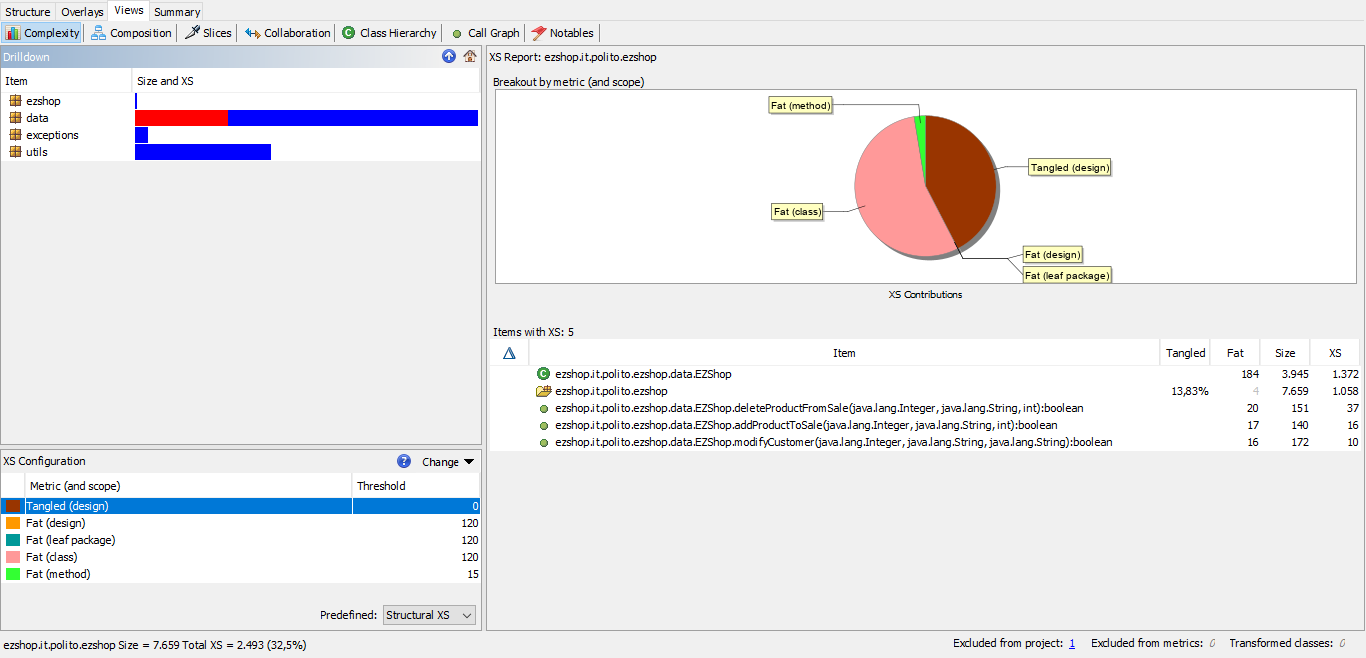 Structure Overlays Views Summary
Complexity Composition Slices Collaboration Class Hierarchy Call Graph Notables
Drilldown
Item Size and XS
ezshop
data
exceptions
utils
XS Configuration ? Change
Metric (and scope) Threshold
Tangled (design) 0
Fat (design) 120
Fat (leaf package) 120
Fat (class) 120
Fat (method) 15
Predefined: Structural XS
XS Report: ezshop.it.polito.ezshop
Breakout by metric (and scope)
Fat (method)
Tangled (design)
Fat (class)
Fat (design)
Fat (leaf package)
XS Contributions
Items with XS: 5
Item Tangled Fat Size XS
C ezshop.it.polito.ezshop.data.EZShop 184 3.945 1.372
ezshop.it.polito.ezshop 13,83% 4 7.659 1.058
ezshop.it.polito.ezshop.data.EZShop.deleteProductFromSale(java.lang.Integer, java.lang.String, int):boolean 20 151 37
ezshop.it.polito.ezshop.data.EZShop.addProductToSale(java.lang.Integer, java.lang.String, int):boolean 17 140 16
ezshop.it.polito.ezshop.data.EZShop.modifyCustomer(java.lang.Integer, java.lang.String, java.lang.String):boolean 16 172 10
ezshop.it.polito.ezshop Size = 7.659 Total XS = 2.493 (32,5%) Excluded from project: 1 Excluded from metrics: 0 Transformed classes: 0